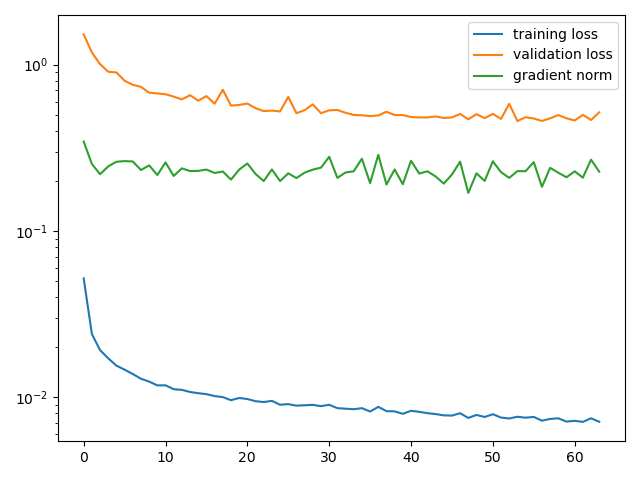 training loss
validation loss
gradient norm
10⁰
10⁻¹
10⁻²
0 10 20 30 40 50 60